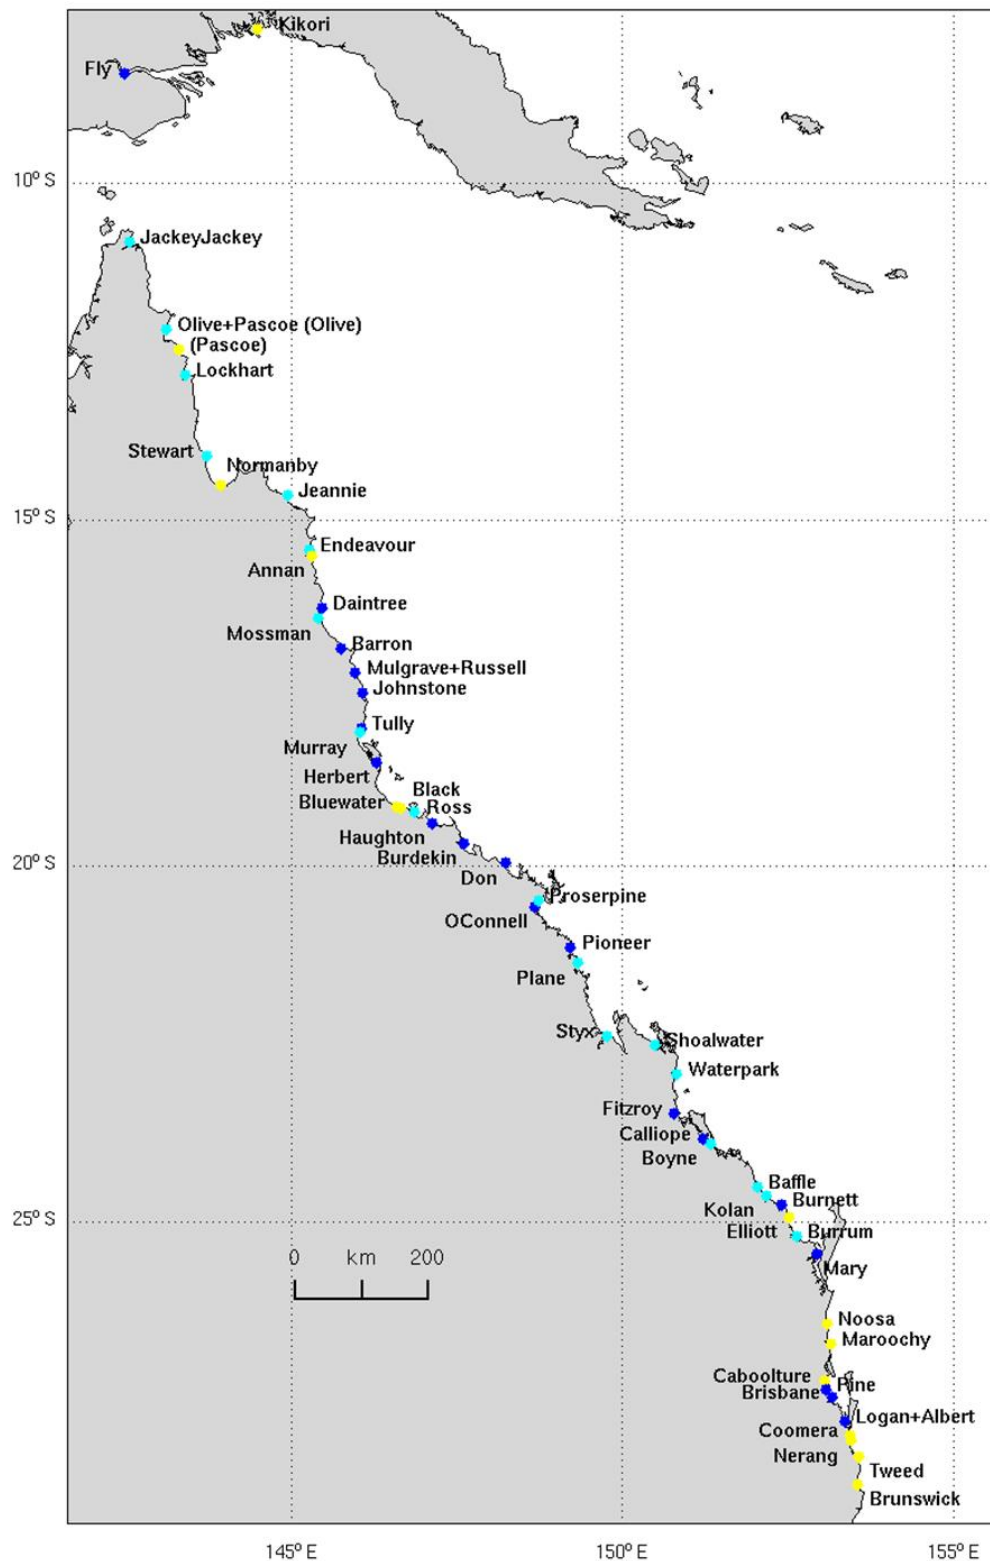 Kikori
Fly
10° S
JackeyJackey
Olive+Pascoe (Olive)
(Pascoe)
Lockhart
Stewart
Normanby
Jeannie
15° S
Endeavour
Annan
Daintree
Mossman
Barron
Mulgrave+Russell
Johnstone
Tully
Murray
Herbert
Black
Bluewater
Ross
Haughton
Burdekin
20° S
Don
Proserpine
OConnell
Pioneer
Plane
Styx
Shoalwater
Waterpark
Fitzroy
Calliope
Boyne
Baffle
Burnett
Kolan
25° S
Elliott
Burrum
0 km 200
Mary
Noosa
Maroochy
Caboolture
Pine
Brisbane
Logan+Albert
Coomera
Nerang
Tweed
Brunswick
145° E 150° E 155° E